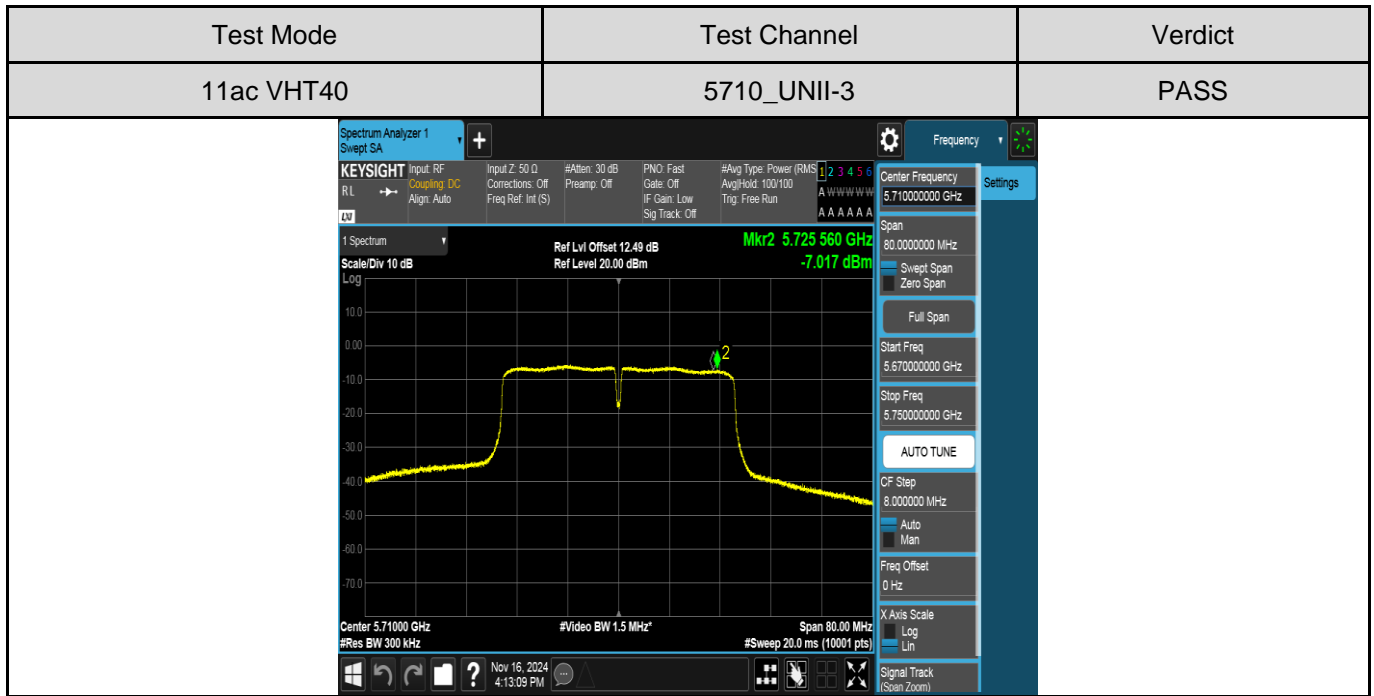 Test Mode Test Channel Verdict
11ac VHT40 5710_UNII-3 PASS
Spectrum Analyzer 1
Swept SA
+
Frequency
KEYSIGHT
R L
LXI
Input: RF
Coupling: DC
Align: Auto
Input Z: 50 Ω
Corrections: Off
Freq Ref: Int (S)
#Atten: 30 dB
Preamp: Off
PNO: Fast
Gate: Off
IF Gain: Low
Sig Track: Off
#Avg Type: Power (RMS
Avg|Hold: 100/100
Trig: Free Run
1 2 3 4 5 6
A W W W W W
A A A A A A
1 Spectrum
Scale/Div 10 dB
Log
Ref Lvl Offset 12.49 dB
Ref Level 20.00 dBm
Mkr2 5.725 560 GHz
-7.017 dBm
10.0
0.00
-10.0
-20.0
-30.0
-40.0
-50.0
-60.0
-70.0
2
Center 5.71000 GHz
#Res BW 300 kHz
#Video BW 1.5 MHz*
Span 80.00 MHz
#Sweep 20.0 ms (10001 pts)
?
Nov 16, 2024
4:13:09 PM
Center Frequency
5.710000000 GHz
Settings
Span
80.0000000 MHz
Swept Span
Zero Span
Full Span
Start Freq
5.670000000 GHz
Stop Freq
5.750000000 GHz
AUTO TUNE
CF Step
8.000000 MHz
Auto
Man
Freq Offset
0 Hz
X Axis Scale
Log
Lin
Signal Track
(Span Zoom)